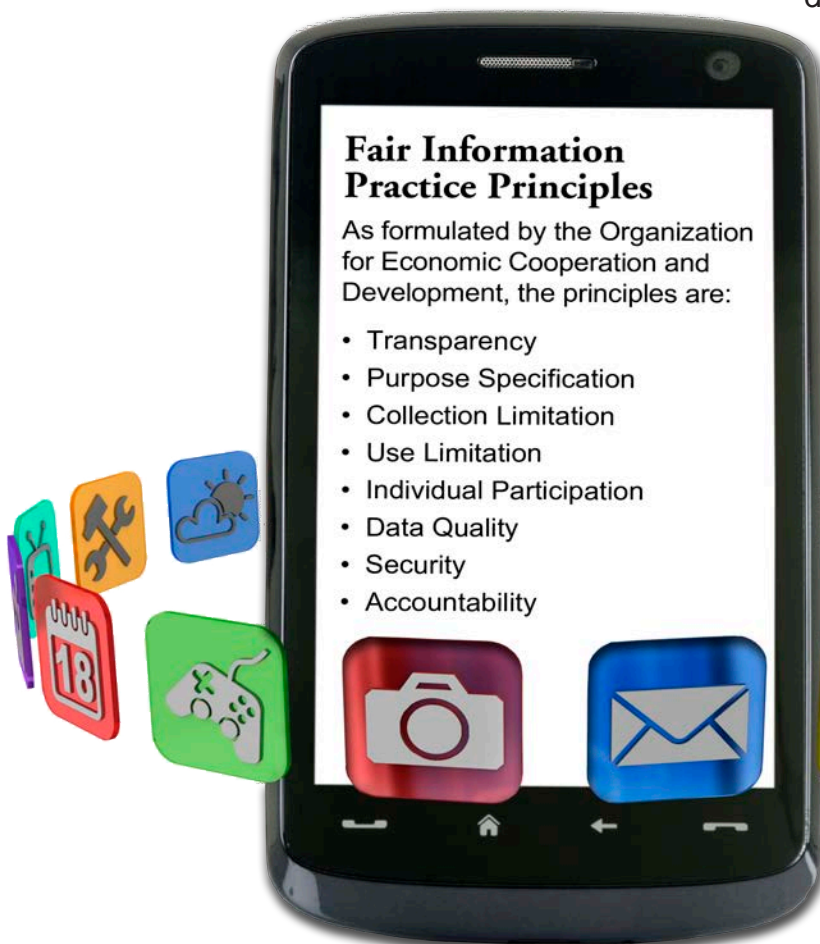 Fair Information
Practice Principles
As formulated by the Organization
for Economic Cooperation and
Development, the principles are:
• Transparency
• Purpose Specification
• Collection Limitation
• Use Limitation
• Individual Participation
• Data Quality
• Security
• Accountability
18